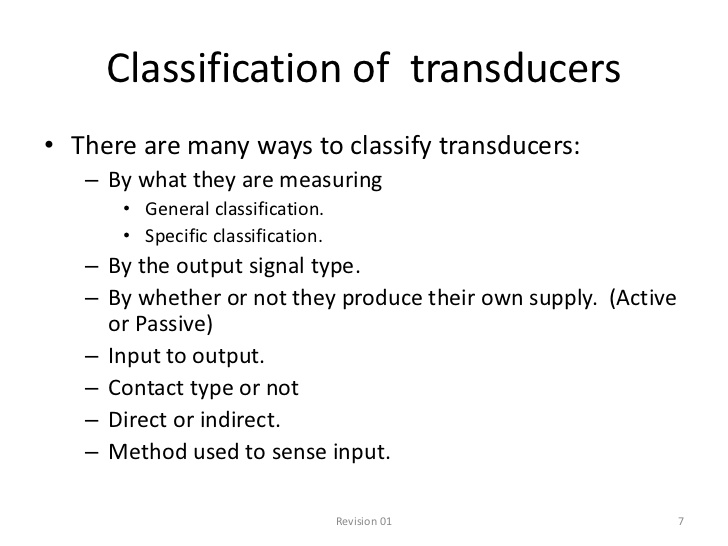 Classification of  transducers
• There are many ways to classify transducers:
– By what they are measuring
• General classification.
• Specific classification.
– By the output signal type.
– By whether or not they produce their own supply.  (Active
or Passive)
– Input to output.
– Contact type or not
– Direct or indirect.
– Method used to sense input.
Revision 01
7